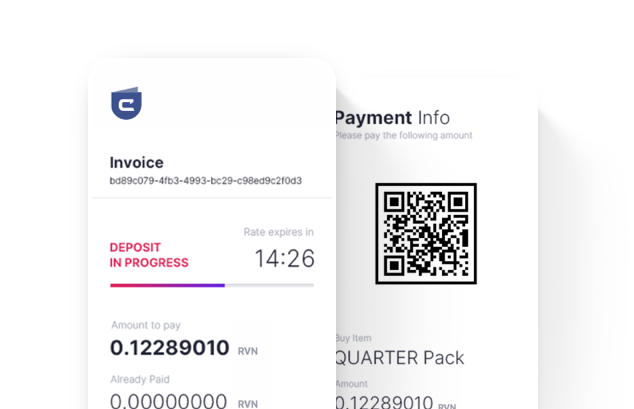 Invoice
bd89c079-4fb3-4993-bc29-c98ed9c2f0d3
Rate expires in
DEPOSIT
IN PROGRESS
14:26
Amount to pay
0.12289010 RVN
Already Paid
0.00000000 RVN
Payment Info
Please pay the following amount
Buy Item
QUARTER Pack
Amount
0.12289010 RVN